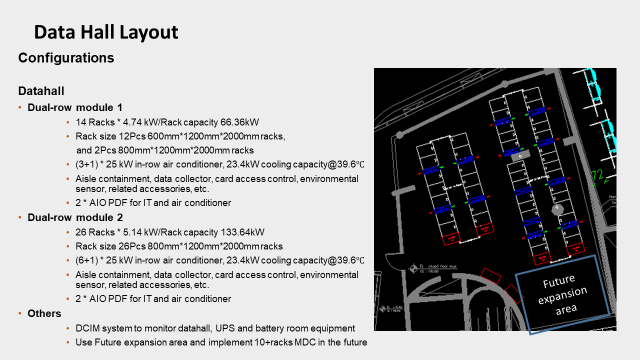 Data Hall Layout
Configurations
Datahall
• Dual-row module 1
• 14 Racks * 4.74 kW/Rack capacity 66.36kW
• Rack size 12Pcs 600mm*1200mm*2000mm racks,
and 2Pcs 800mm*1200mm*2000mm racks
• (3+1) * 25 kW in-row air conditioner, 23.4kW cooling capacity@39.6°C
• Aisle containment, data collector, card access control, environmental
sensor, related accessories, etc.
• 2 * AIO PDF for IT and air conditioner
• Dual-row module 2
• 26 Racks * 5.14 kW/Rack capacity 133.64kW
• Rack size 26Pcs 800mm*1200mm*2000mm racks
• (6+1) * 25 kW in-row air conditioner, 23.4kW cooling capacity@39.6°C
• Aisle containment, data collector, card access control, environmental
sensor, related accessories, etc.
• 2 * AIO PDF for IT and air conditioner
• Others
• DCIM system to monitor datahall, UPS and battery room equipment
• Use Future expansion area and implement 10+racks MDC in the future
72
Future
expansion
area